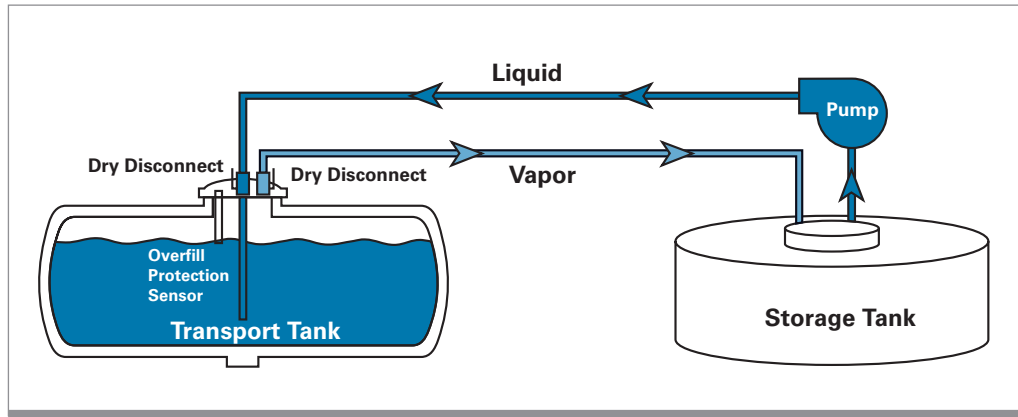 Liquid
Pump
Dry Disconnect
Dry Disconnect
Vapor
Overfill
Protection
Sensor
Transport Tank
Storage Tank